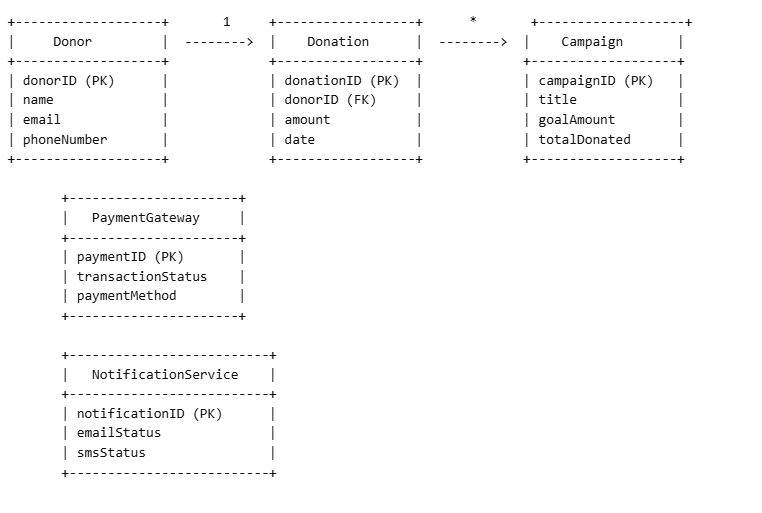 +------------------+       1     +-----------------+      *       +------------------+
|     Donor        |  -------->  |    Donation     |  -------->  |    Campaign      |
+------------------+             +-----------------+             +------------------+
| donorID (PK)     |             | donationID (PK) |             | campaignID (PK)  |
| name             |             | donorID (FK)    |             | title            |
| email            |             | amount          |             | goalAmount       |
| phoneNumber      |             | date            |             | totalDonated     |
+------------------+             +-----------------+             +------------------+
+---------------------+
|   PaymentGateway    |
+---------------------+
| paymentID (PK)      |
| transactionStatus   |
| paymentMethod       |
+---------------------+
+-------------------------+
|   NotificationService   |
+-------------------------+
| notificationID (PK)     |
| emailStatus             |
| smsStatus               |
+-------------------------+